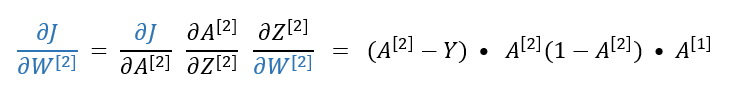 ∂J/∂W^[2] = ∂J/∂A^[2] ∂A^[2]/∂Z^[2] ∂Z^[2]/∂W^[2] = (A^[2] − Y) • A^[2](1 − A^[2]) • A^[1]